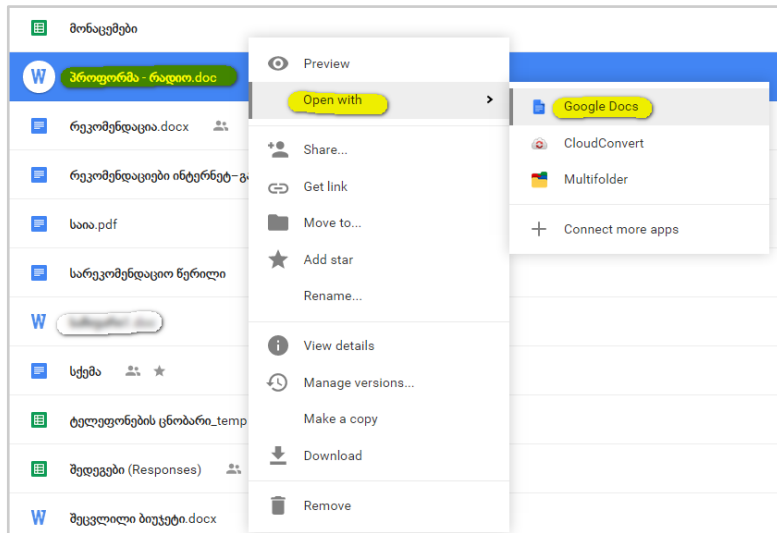 მონაცემები
პროფორმა - რადიო.doc
რეკომენდაცია.docx
რეკომენდაციები ინტერნეტ-გა
საია.pdf
სარეკომენდაციო წერილი
სქემა
ტელეფონების ცნობარი_temp
შედეგები (Responses)
შეცვლილი ბიუჯეტი.docx
Preview
Open with
Share...
Get link
Move to...
Add star
Rename...
View details
Manage versions...
Make a copy
Download
Remove
Google Docs
CloudConvert
Multifolder
Connect more apps